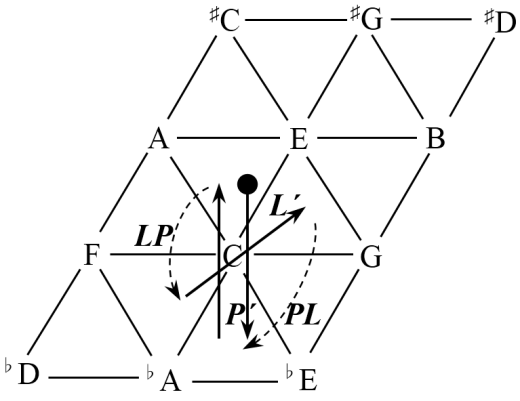 ♯C ♯G ♯D
A E B
L´
LP
F C G
P´ PL
♭D ♭A ♭E